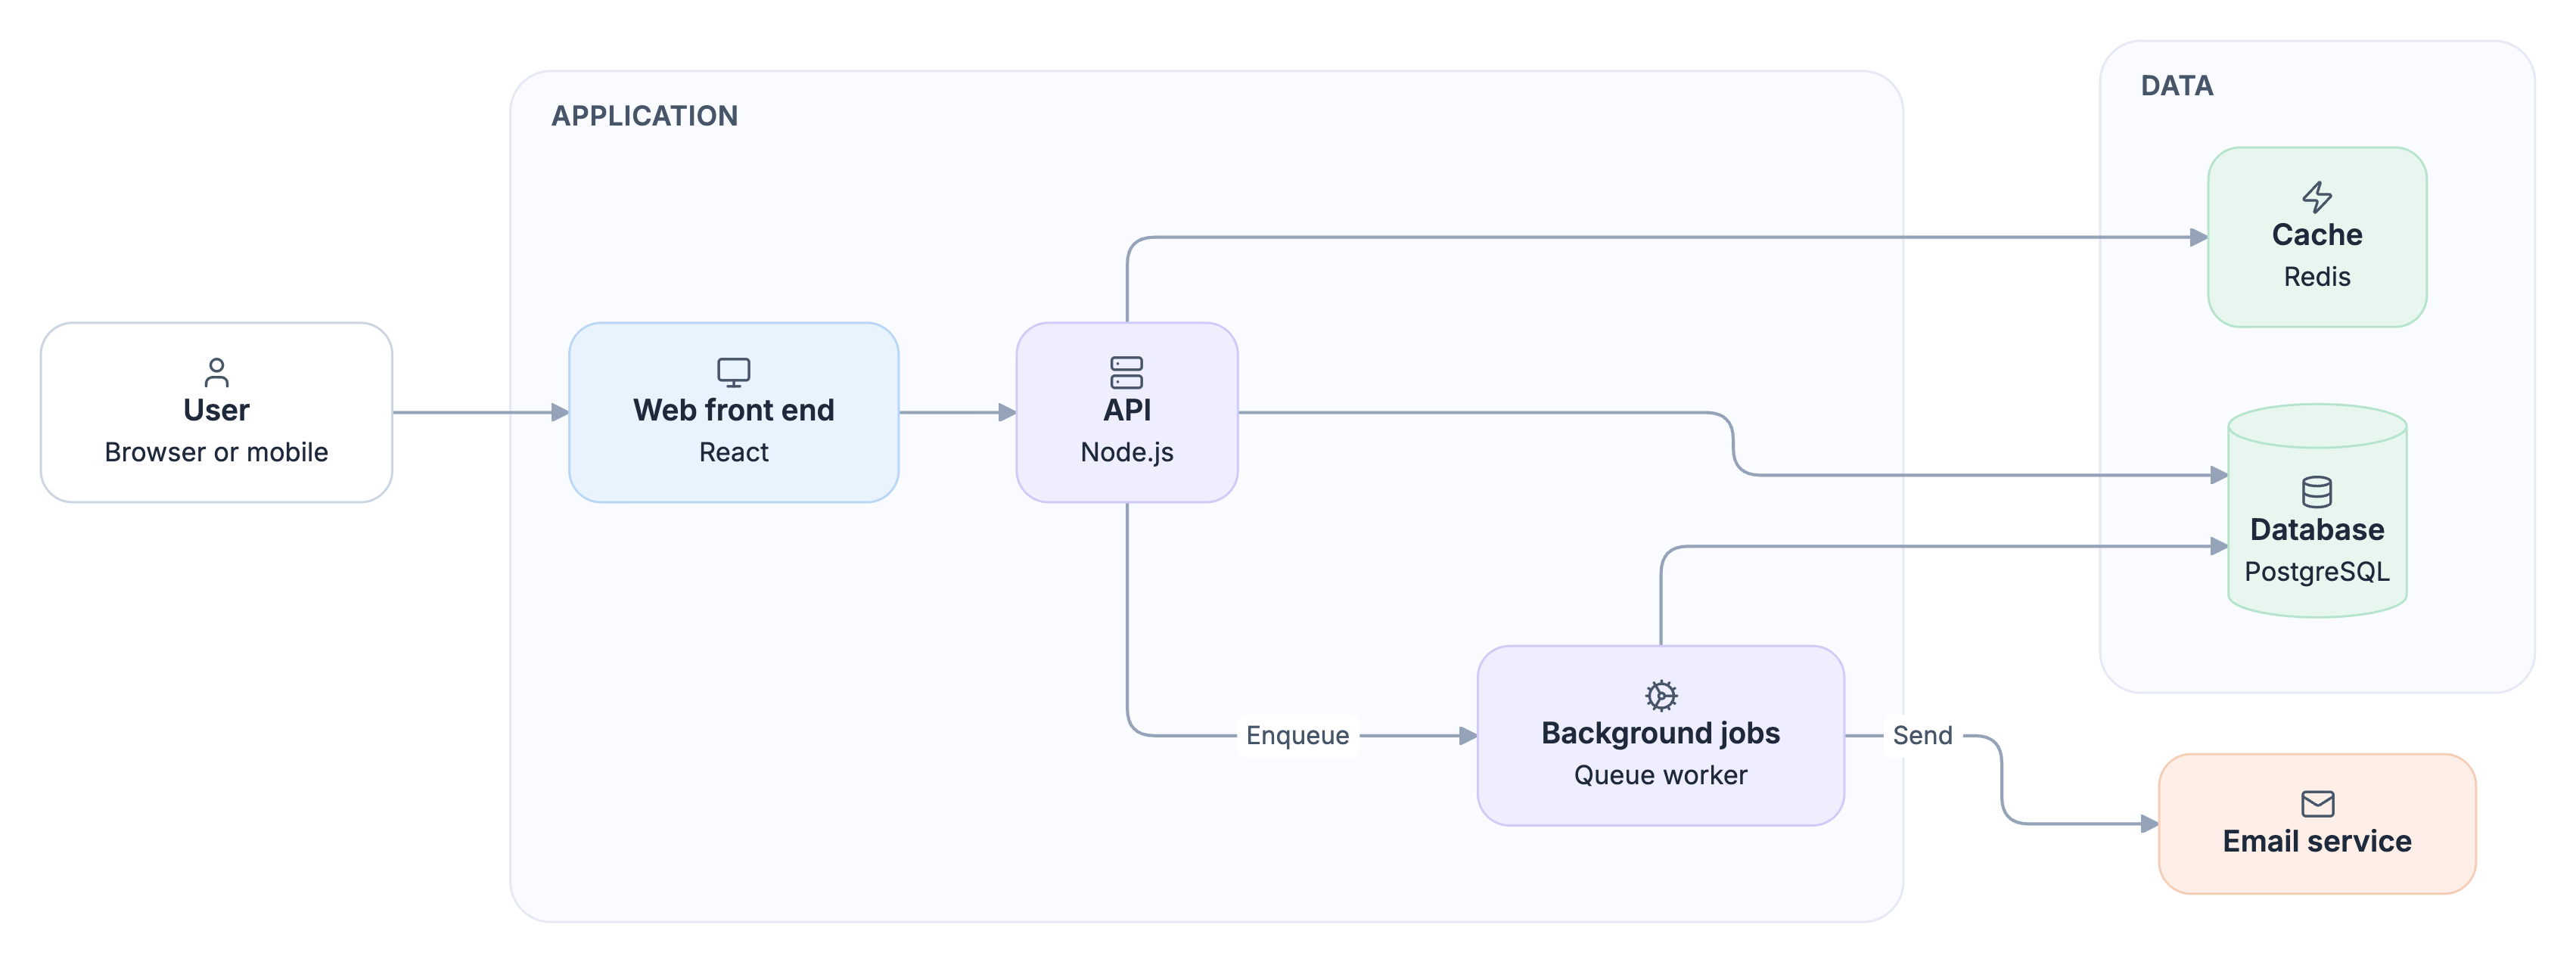 APPLICATION
DATA
Cache
Redis
User
Browser or mobile
Web front end
React
API
Node.js
Database
PostgreSQL
Enqueue
Background jobs
Queue worker
Send
Email service